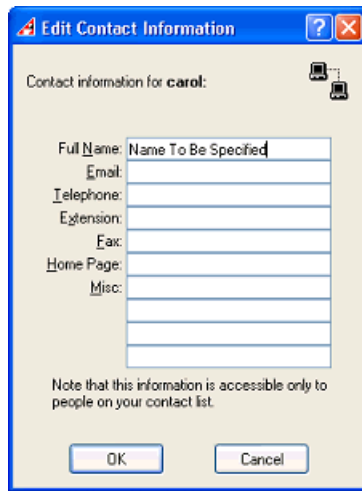 Edit Contact Information
Contact information for carol:
Full Name: Name To Be Specified
Email:
Telephone:
Extension:
Fax:
Home Page:
Misc:
Note that this information is accessible only to
people on your contact list.
OK Cancel